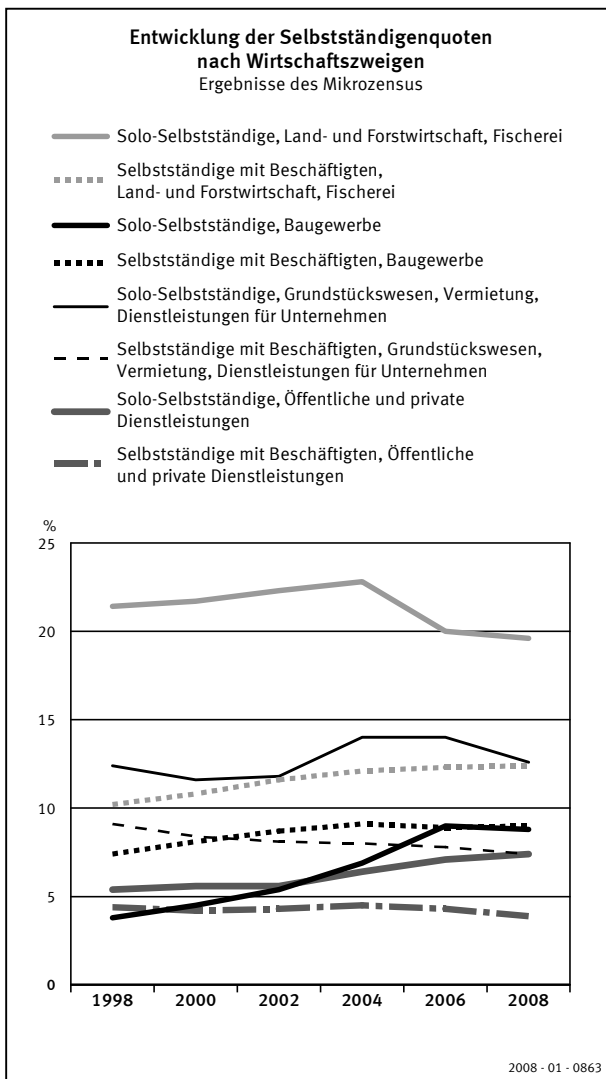 Entwicklung der Selbstständigenquoten
nach Wirtschaftszweigen
Ergebnisse des Mikrozensus
Solo-Selbstständige, Land- und Forstwirtschaft, Fischerei
Selbstständige mit Beschäftigten,
Land- und Forstwirtschaft, Fischerei
Solo-Selbstständige, Baugewerbe
Selbstständige mit Beschäftigten, Baugewerbe
Solo-Selbstständige, Grundstückswesen, Vermietung,
Dienstleistungen für Unternehmen
Selbstständige mit Beschäftigten, Grundstückswesen,
Vermietung, Dienstleistungen für Unternehmen
Solo-Selbstständige, Öffentliche und private
Dienstleistungen
Selbstständige mit Beschäftigten, Öffentliche
und private Dienstleistungen
%
25
20
15
10
5
0
1998 2000 2002 2004 2006 2008
2008 - 01 - 0863